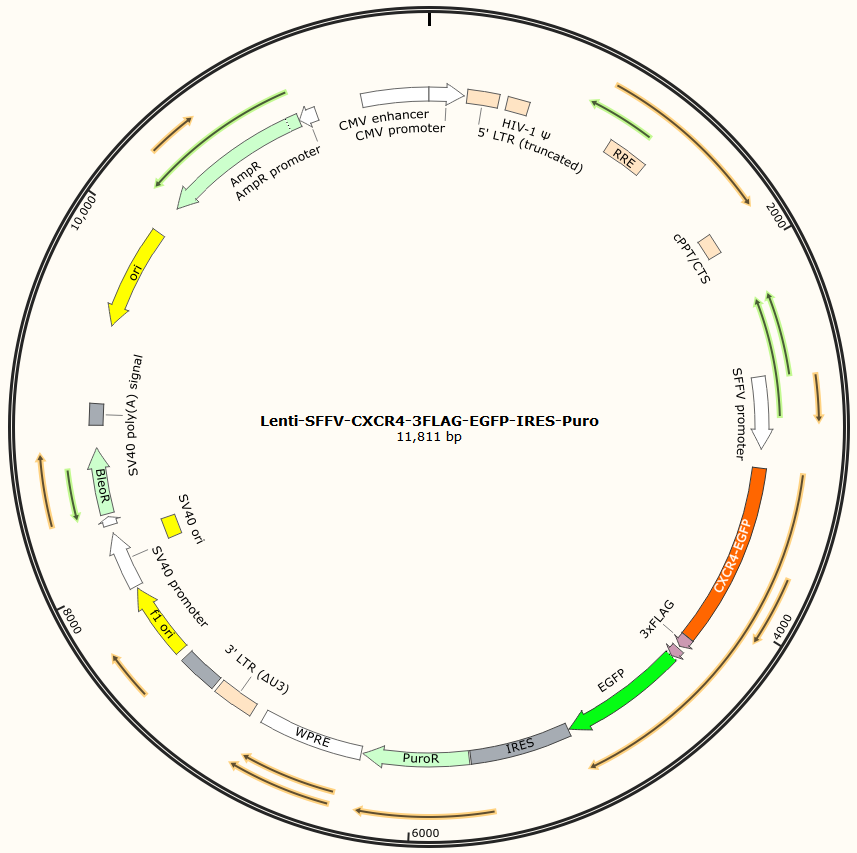 CMV enhancer
CMV promoter
5' LTR (truncated)
HIV-1 Ψ
RRE
2000
cPPT/CTS
SFFV promoter
CXCR4-EGFP
4000
3xFLAG
EGFP
IRES
6000
PuroR
WPRE
3' LTR (ΔU3)
f1 ori
SV40 promoter
8000
SV40 ori
BleoR
SV40 poly(A) signal
ori
10,000
AmpR
AmpR promoter
Lenti-SFFV-CXCR4-3FLAG-EGFP-IRES-Puro
11,811 bp